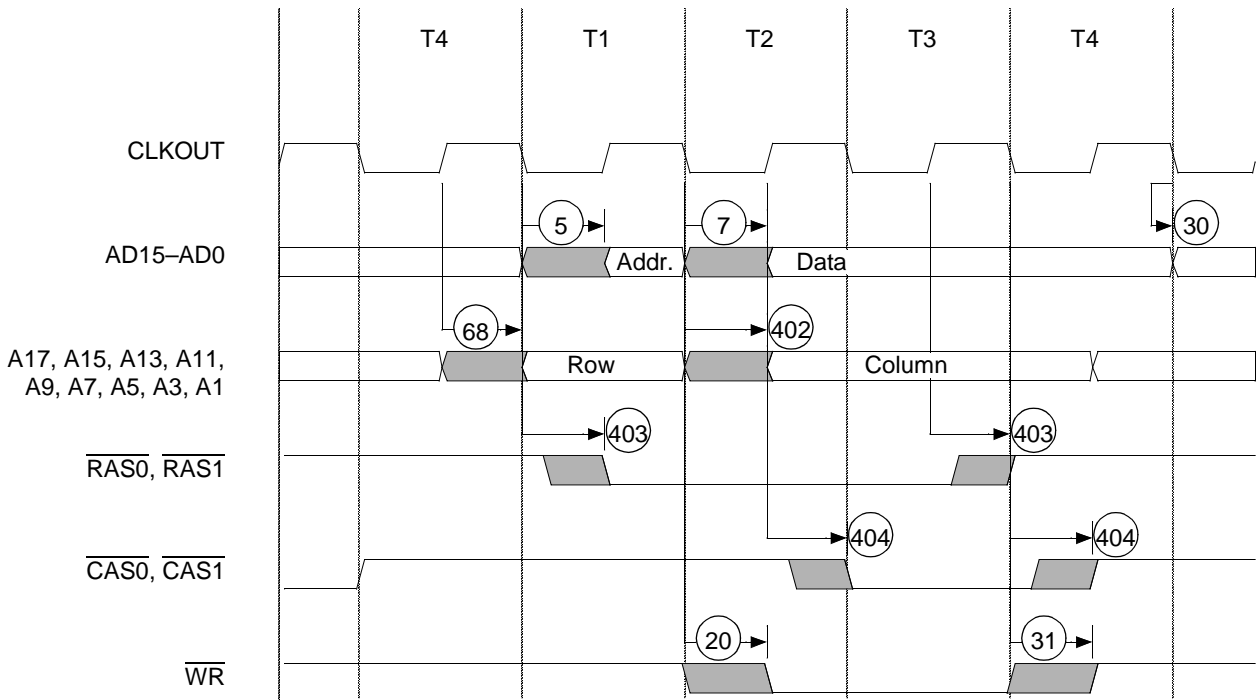 T4 T1 T2 T3 T4
CLKOUT
5 7 30
AD15–AD0 Addr. Data
68 402
A17, A15, A13, A11, Row Column
A9, A7, A5, A3, A1
403 403
RAS0, RAS1
404 404
CAS0, CAS1
20 31
WR